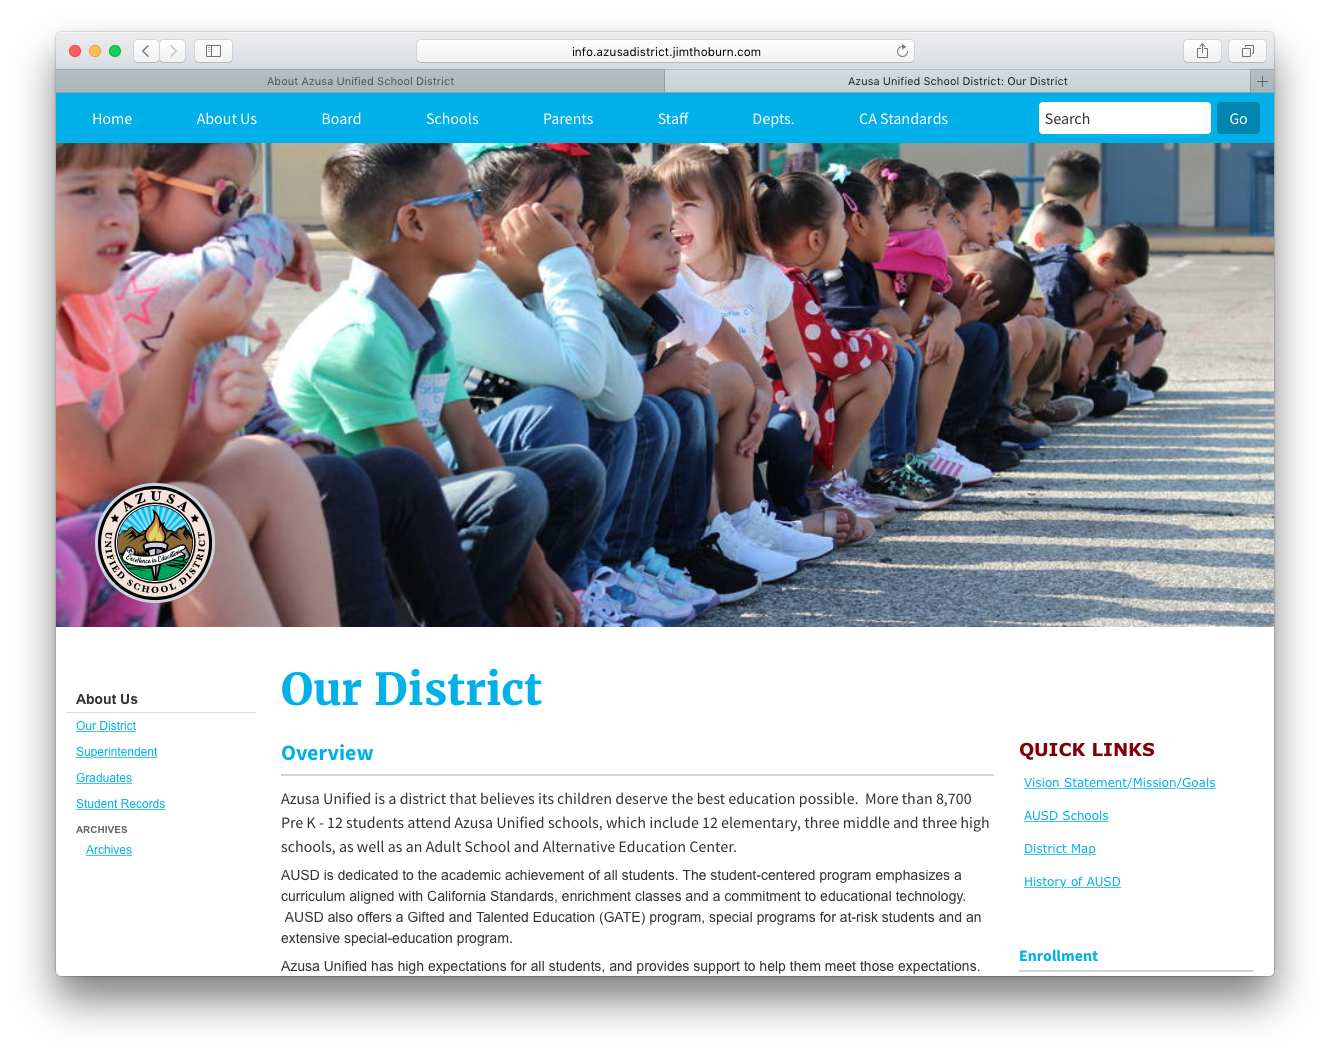 info.azusadistrict.jimthoburn.com
About Azusa Unified School District
Azusa Unified School District: Our District
Home About Us Board Schools Parents Staff Depts. CA Standards Search Go
AZUSA
UNIFIED SCHOOL DISTRICT
Excellence in Education
Our District
About Us
Our District
Superintendent
Graduates
Student Records
ARCHIVES
Archives
Overview
Azusa Unified is a district that believes its children deserve the best education possible.  More than 8,700
Pre K - 12 students attend Azusa Unified schools, which include 12 elementary, three middle and three high
schools, as well as an Adult School and Alternative Education Center.
AUSD is dedicated to the academic achievement of all students. The student-centered program emphasizes a
curriculum aligned with California Standards, enrichment classes and a commitment to educational technology.
AUSD also offers a Gifted and Talented Education (GATE) program, special programs for at-risk students and an
extensive special-education program.
Azusa Unified has high expectations for all students, and provides support to help them meet those expectations.
QUICK LINKS
Vision Statement/Mission/Goals
AUSD Schools
District Map
History of AUSD
Enrollment